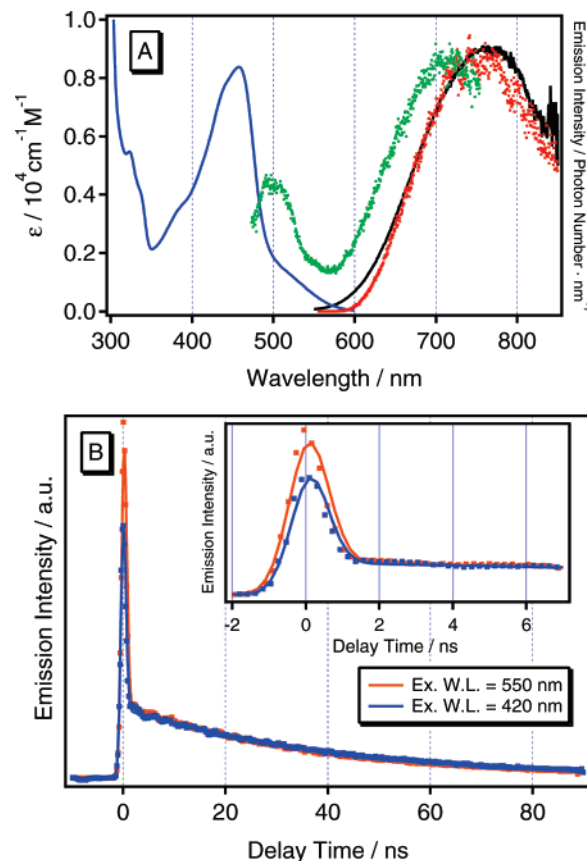 A
ε / 10⁴cm⁻¹M⁻¹
1.0
0.8
0.6
0.4
0.2
0.0
300 400 500 600 700 800
Wavelength / nm
Emission Intensity / Photon Number · nm⁻¹
B
Emission Intensity / a.u.
Emission Intensity / a.u.
-2 0 2 4 6
Delay Time / ns
Ex. W.L. = 550 nm
Ex. W.L. = 420 nm
0 20 40 60 80
Delay Time / ns